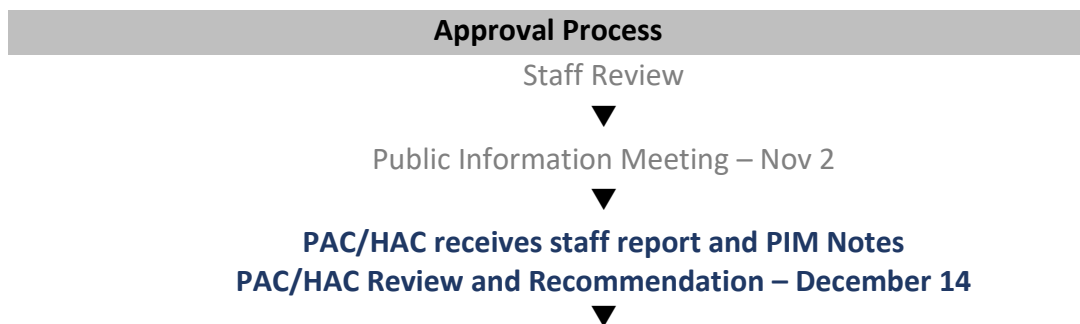 Approval Process
Staff Review
Public Information Meeting – Nov 2
PAC/HAC receives staff report and PIM Notes
PAC/HAC Review and Recommendation – December 14